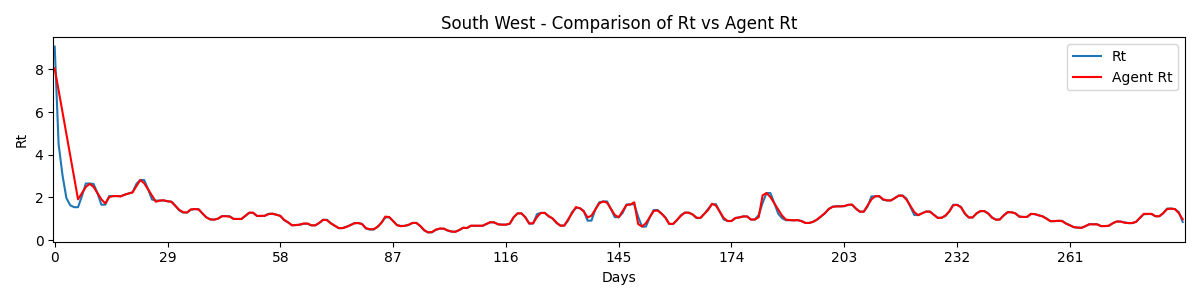 South West - Comparison of Rt vs Agent Rt
Rt
Agent Rt
Rt
8
6
4
2
0
0 29 58 87 116 145 174 203 232 261
Days